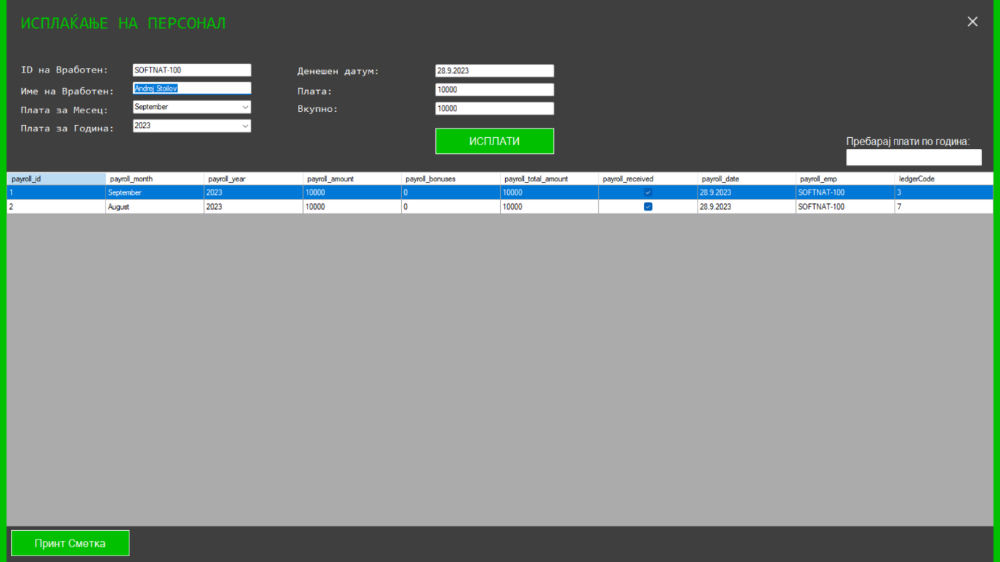 ИСПЛАЌАЊЕ НА ПЕРСОНАЛ
ID на Вработен: SOFTNAT-100
Име на Вработен: Andrej Stoilov
Плата за Месец: September
Плата за Година: 2023
Денешен датум: 28.9.2023
Плата: 10000
Вкупно: 10000
ИСПЛАТИ
Пребарај плати по година:
payroll_id payroll_month payroll_year payroll_amount payroll_bonuses payroll_total_amount payroll_received payroll_date payroll_emp ledgerCode
1 September 2023 10000 0 10000 28.9.2023 SOFTNAT-100 3
2 August 2023 10000 0 10000 28.9.2023 SOFTNAT-100 7
Принт Сметка